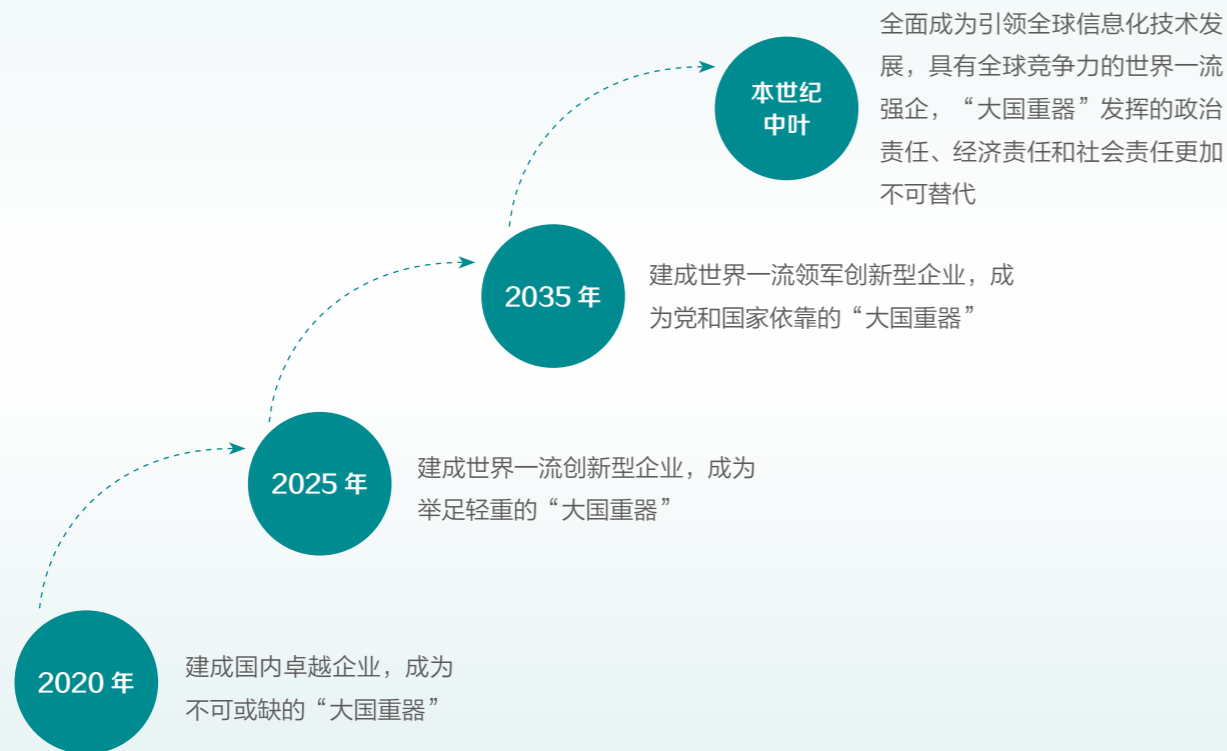 全面成为引领全球信息化技术发
展，具有全球竞争力的世界一流
强企，“大国重器”发挥的政治
责任、经济责任和社会责任更加
不可替代
本世纪
中叶
2035 年
建成世界一流领军创新型企业，成
为党和国家依靠的“大国重器”
2025 年
建成世界一流创新型企业，成为
举足轻重的“大国重器”
2020 年
建成国内卓越企业，成为
不可或缺的“大国重器”